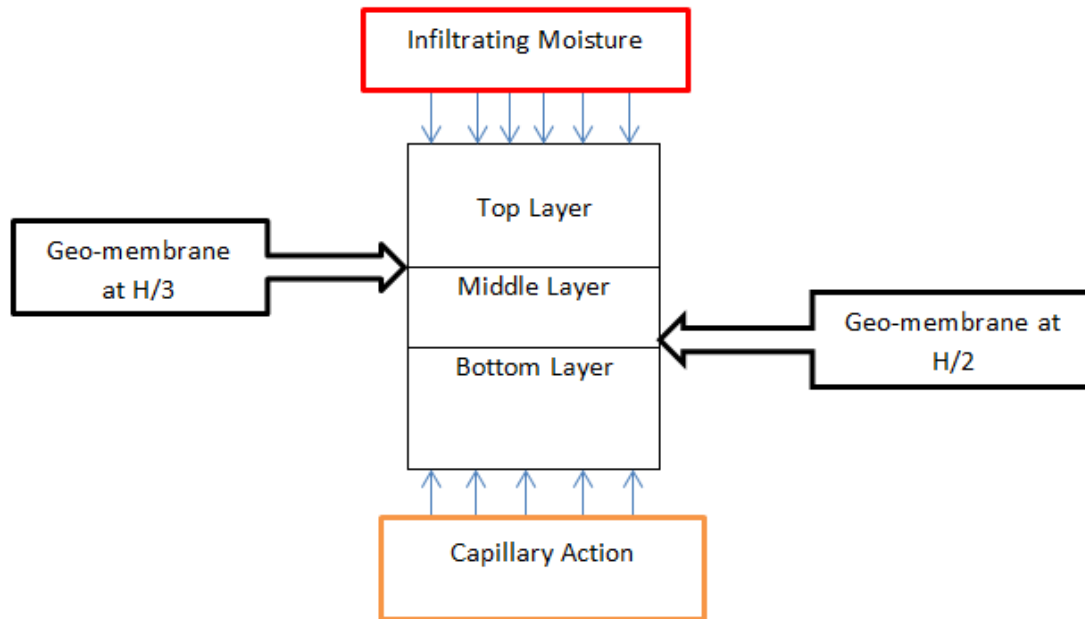 Infiltrating Moisture
Top Layer
Geo-membrane
at H/3
Middle Layer
Geo-membrane at
H/2
Bottom Layer
Capillary Action